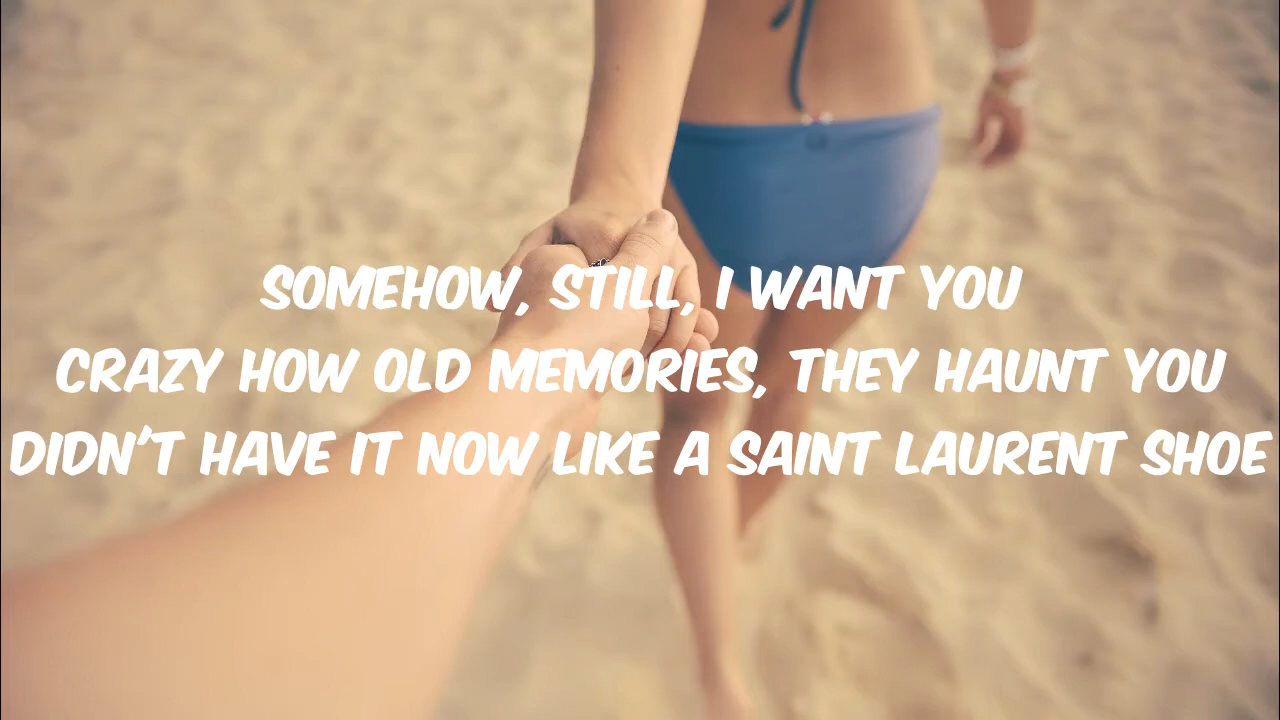 SOMEHOW, STILL, I WANT YOU
CRAZY HOW OLD MEMORIES, THEY HAUNT YOU
DIDN'T HAVE IT NOW LIKE A SAINT LAURENT SHOE